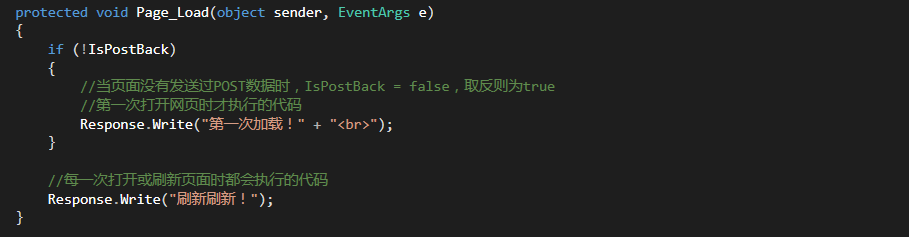 protected void Page_Load(object sender, EventArgs e)
{
    if (!IsPostBack)
    {
        //当页面没有发送过POST数据时，IsPostBack = false，取反则为true
        //第一次打开网页时才执行的代码
        Response.Write("第一次加载！" + "<br>");
    }
    //每一次打开或刷新页面时都会执行的代码
    Response.Write("刷新刷新！");
}